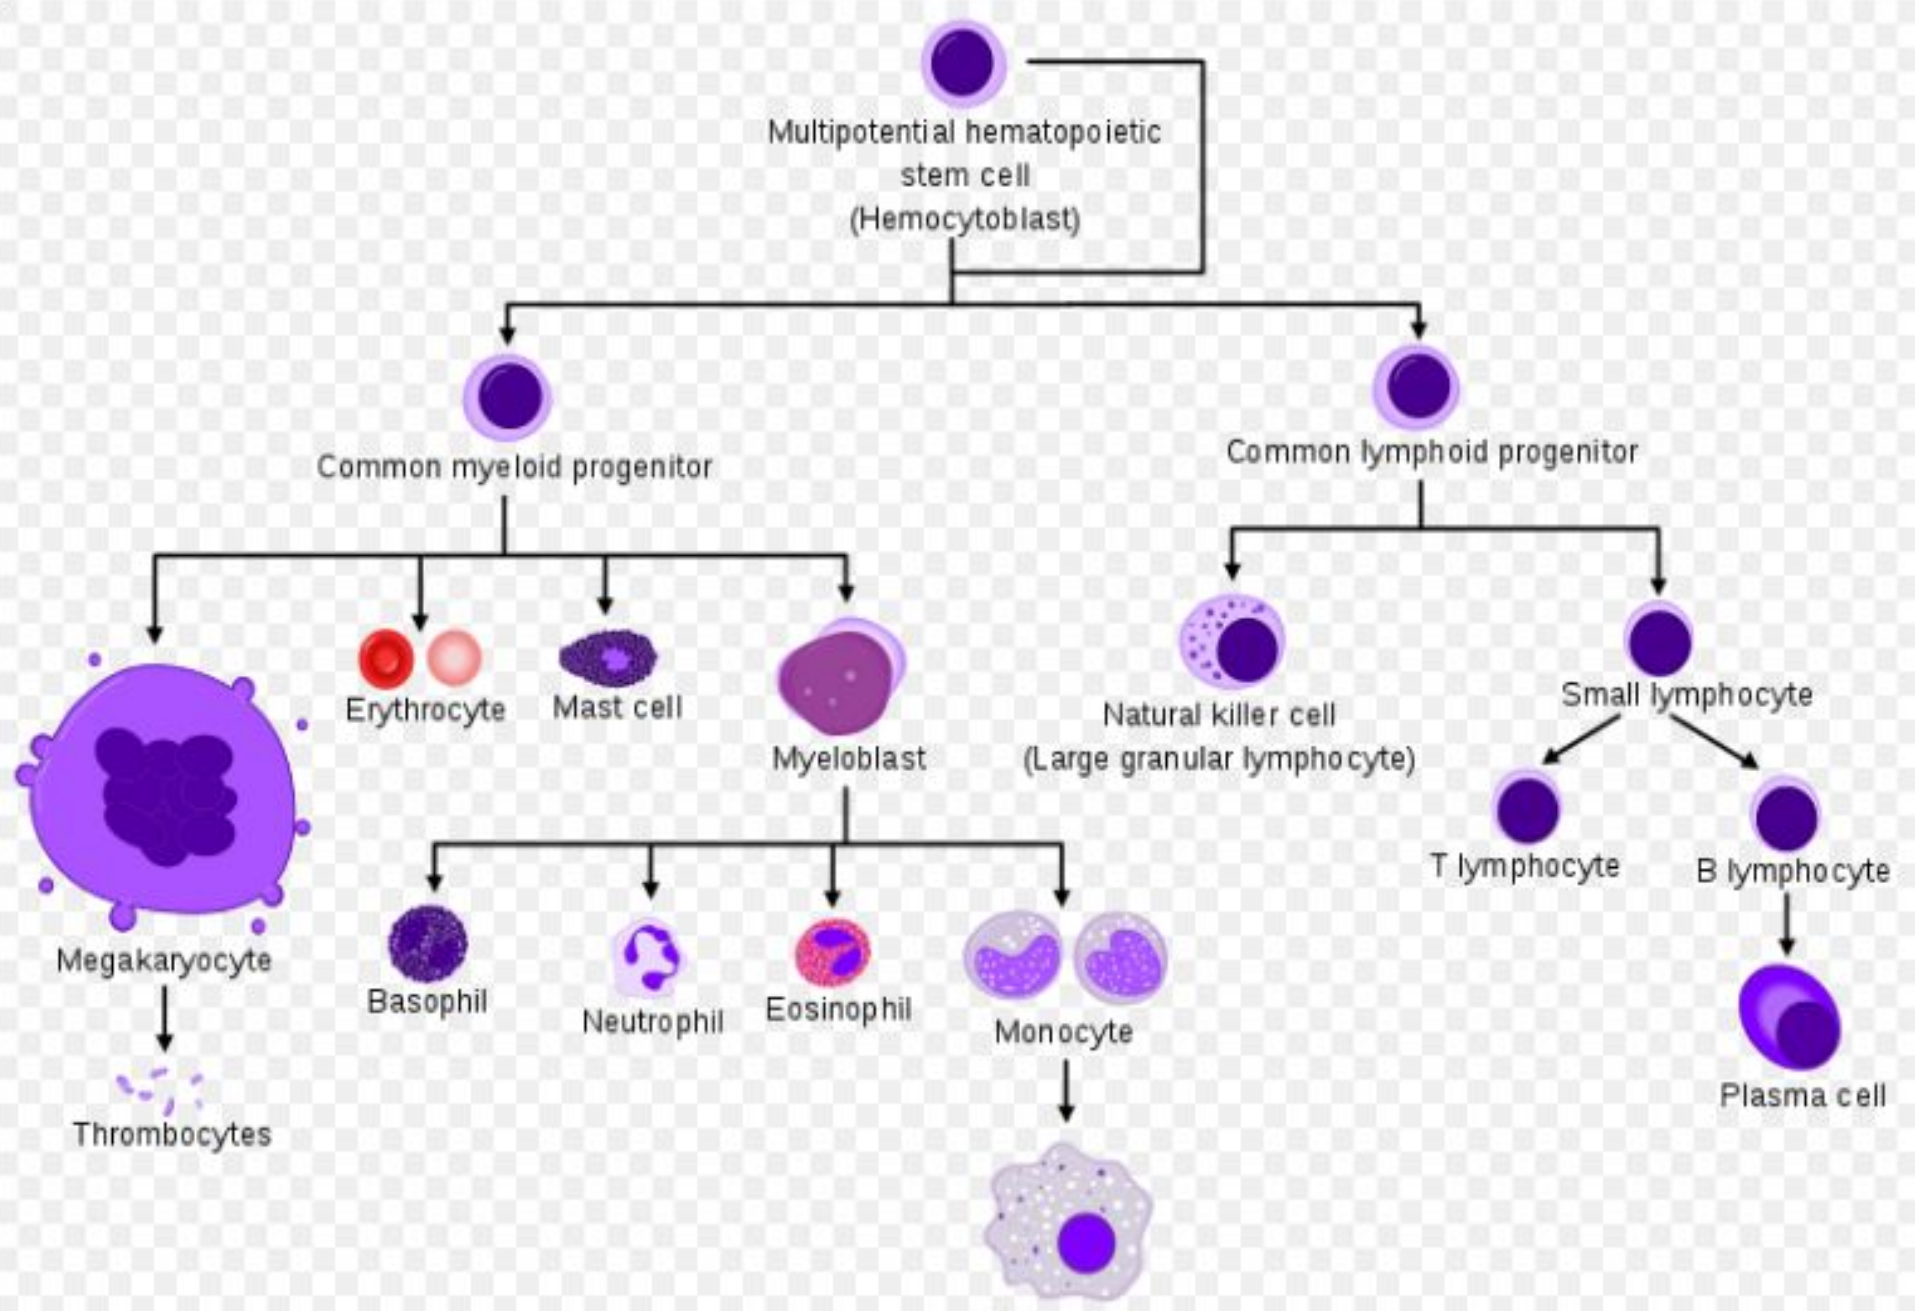 Multipotential hematopoietic
stem cell
(Hemocytoblast)
Common myeloid progenitor
Common lymphoid progenitor
Erythrocyte
Mast cell
Myeloblast
Natural killer cell
(Large granular lymphocyte)
Small lymphocyte
T lymphocyte
B lymphocyte
Megakaryocyte
Basophil
Neutrophil
Eosinophil
Monocyte
Plasma cell
Thrombocytes